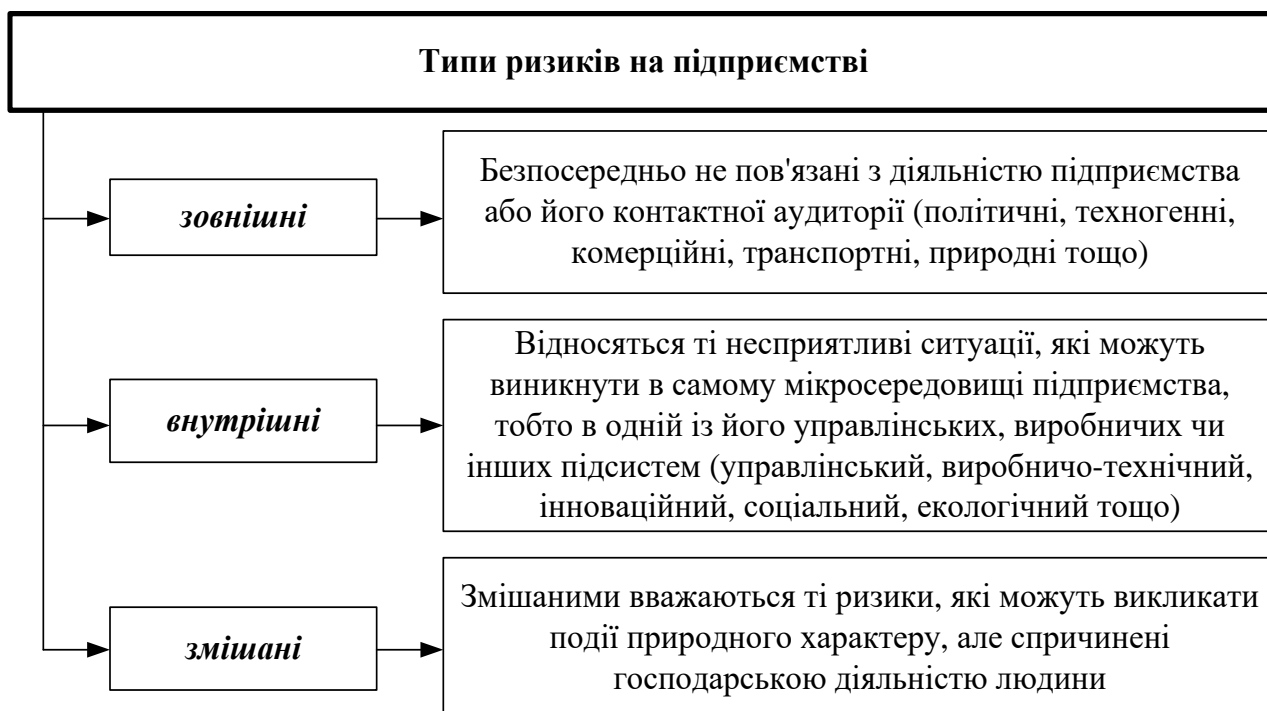 Типи ризиків на підприємстві
зовнішні
Безпосередньо не пов'язані з діяльністю підприємства
або його контактної аудиторії (політичні, техногенні,
комерційні, транспортні, природні тощо)
внутрішні
Відносяться ті несприятливі ситуації, які можуть
виникнути в самому мікросередовищі підприємства,
тобто в одній із його управлінських, виробничих чи
інших підсистем (управлінський, виробничо-технічний,
інноваційний, соціальний, екологічний тощо)
змішані
Змішаними вважаються ті ризики, які можуть викликати
події природного характеру, але спричинені
господарською діяльністю людини